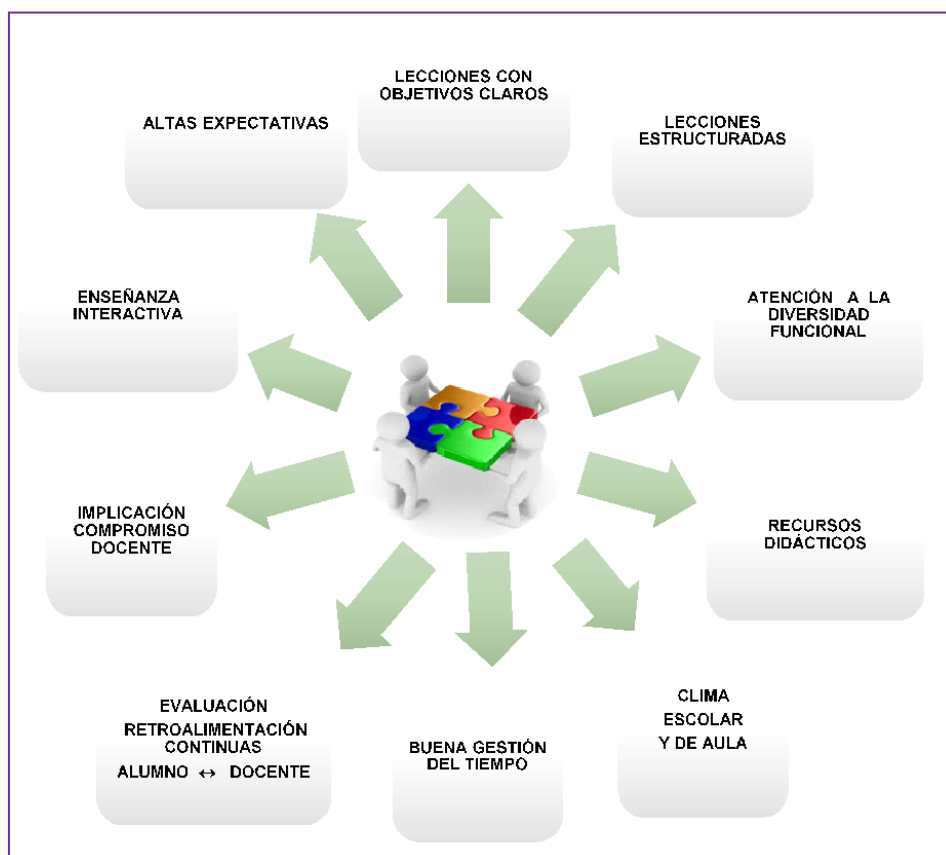 LECCIONES CON
OBJETIVOS CLAROS
ALTAS EXPECTATIVAS
LECCIONES
ESTRUCTURADAS
ENSEÑANZA
INTERACTIVA
ATENCIÓN A LA
DIVERSIDAD
FUNCIONAL
IMPLICACIÓN
COMPROMISO
DOCENTE
RECURSOS
DIDÁCTICOS
EVALUACIÓN
RETROALIMENTACIÓN
CONTINUAS
ALUMNO ↔ DOCENTE
BUENA GESTIÓN
DEL TIEMPO
CLIMA
ESCOLAR
Y DE AULA